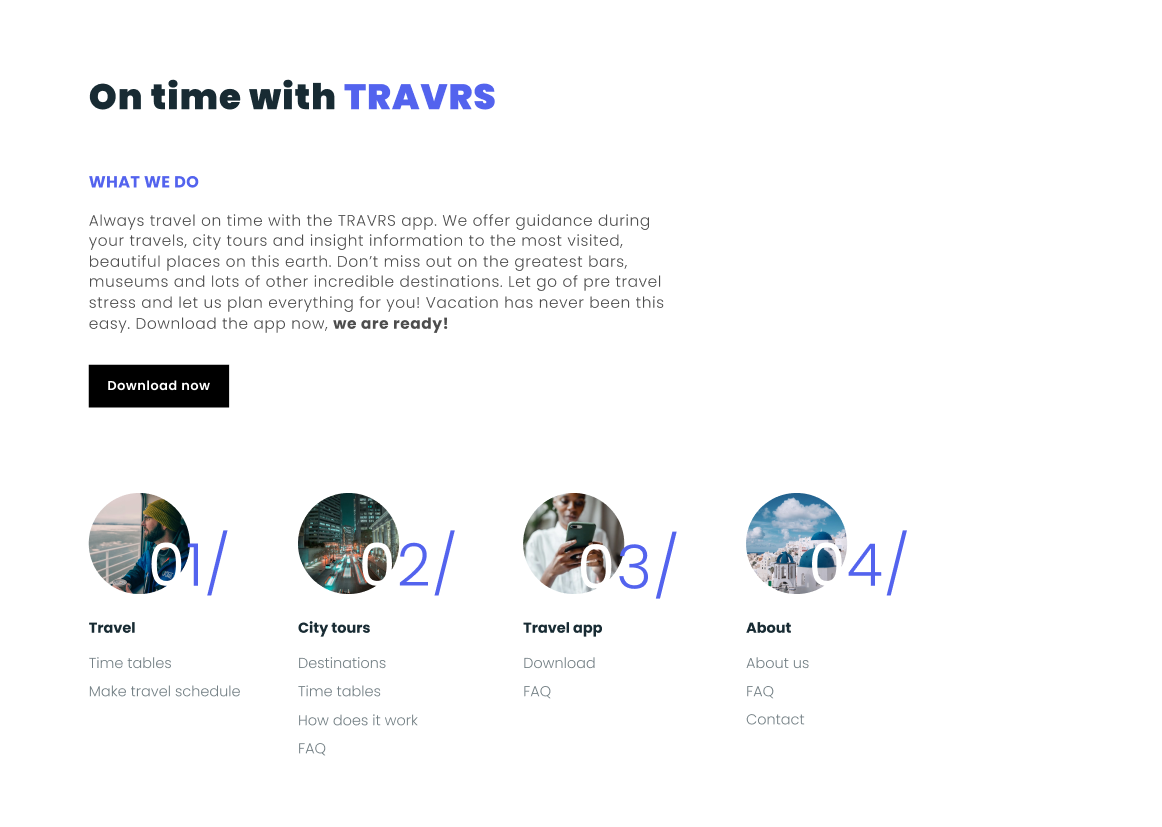 On time with TRAVRS
WHAT WE DO
Always travel on time with the TRAVRS app. We offer guidance during
your travels, city tours and insight information to the most visited,
beautiful places on this earth. Don’t miss out on the greatest bars,
museums and lots of other incredible destinations. Let go of pre travel
stress and let us plan everything for you! Vacation has never been this
easy. Download the app now, we are ready!
Download now
01/
Travel
Time tables
Make travel schedule
02/
City tours
Destinations
Time tables
How does it work
FAQ
03/
Travel app
Download
FAQ
04/
About
About us
FAQ
Contact